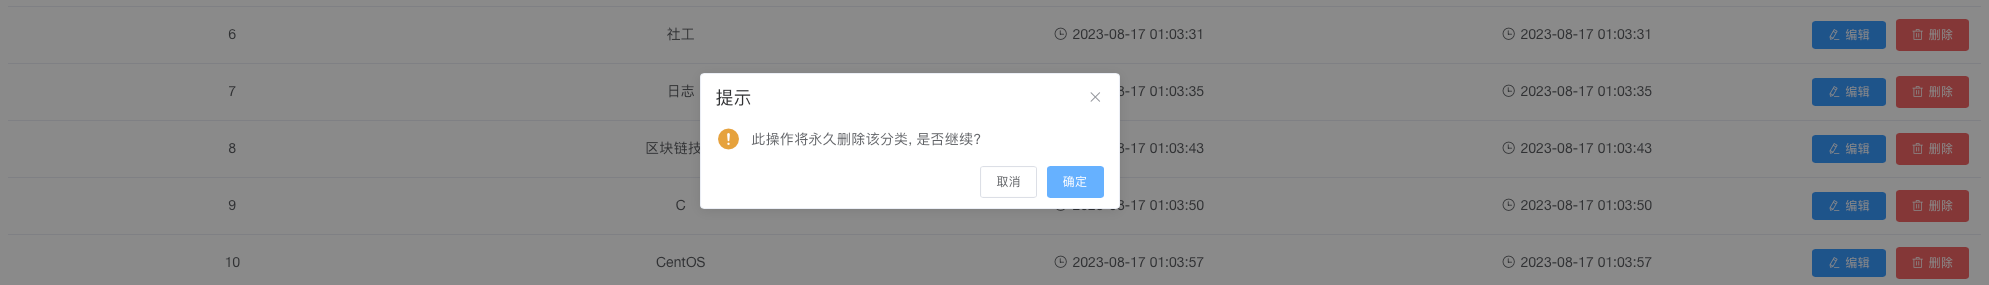 6 社工 2023-08-17 01:03:31 2023-08-17 01:03:31 编辑 删除
7 日志 -17 01:03:35 2023-08-17 01:03:35 编辑 删除
提示
8 区块链技 -17 01:03:43 2023-08-17 01:03:43 编辑 删除
此操作将永久删除该分类, 是否继续?
取消 确定
9 C 2023-08-17 01:03:50 2023-08-17 01:03:50 编辑 删除
10 CentOS 2023-08-17 01:03:57 2023-08-17 01:03:57 编辑 删除